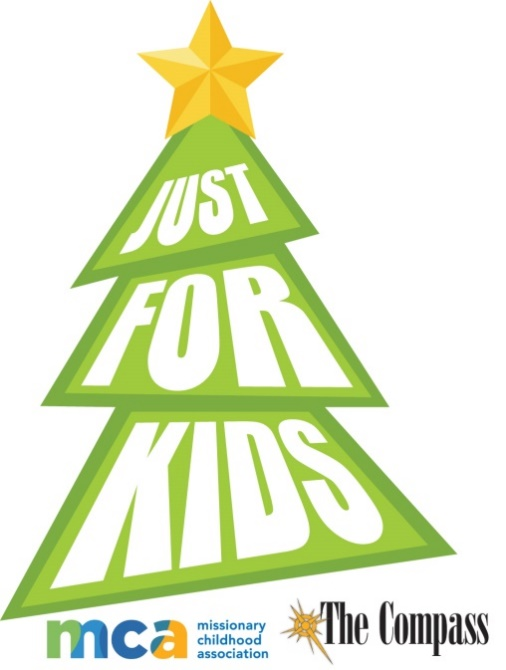 JUST
FOR
KIDS
mca missionary childhood association
The Compass